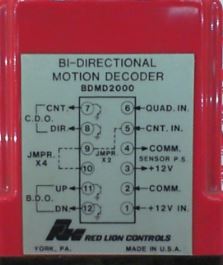 BI-DIRECTIONAL
MOTION DECODER
BDMD2000
CNT. 7 6 QUAD. IN.
C.D.O.
DIR. 8 5 CNT. IN.
9 4 COMM.
JMPR. X4 JMPR. X2 SENSOR P.S
10 3 +12V
UP 11 2 COMM.
B.D.O.
DN 12 1 +12V IN.
RED LION CONTROLS
YORK, PA. MADE IN U.S.A.